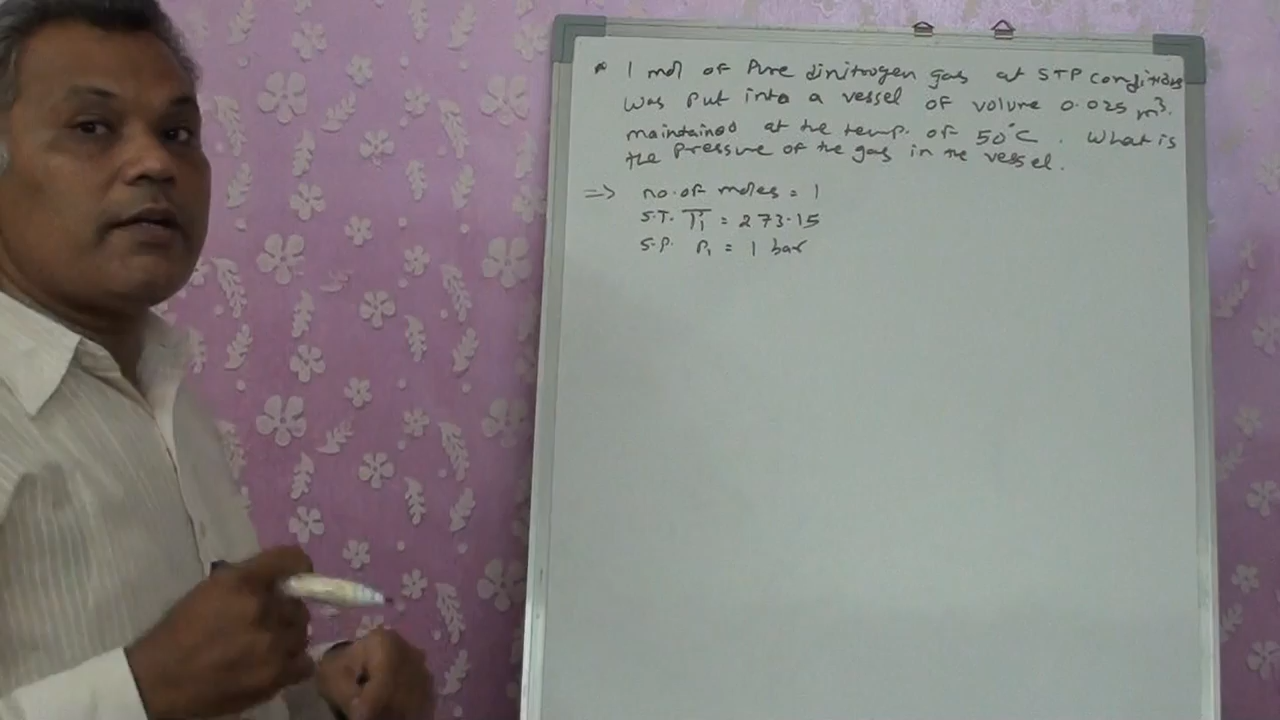 1 mol of Pure dinitrogen gas at STP conditions
was put into a vessel of volume 0.025 m³.
maintained at the temp. of 50°C. What is
the Pressure of the gas in the vessel.
=> no. of moles = 1
S.T. T₁ = 273.15
S.P. P₁ = 1 bar